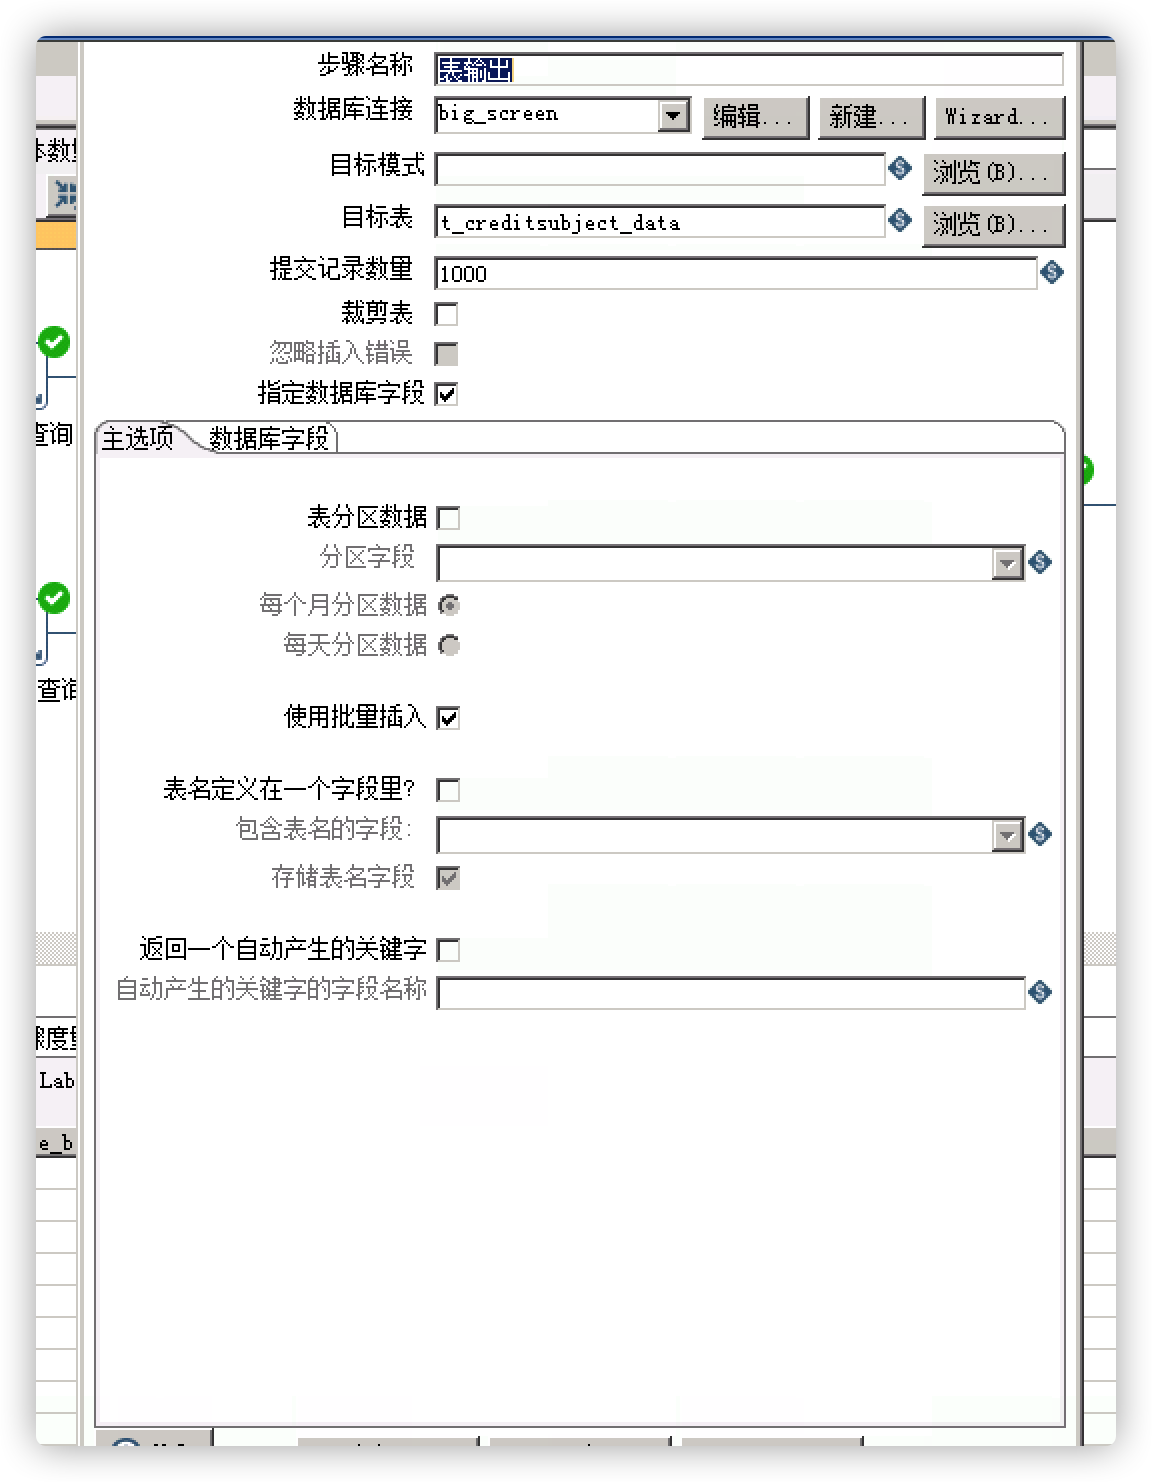 步骤名称 表输出
数据库连接 big_screen 编辑... 新建... Wizard...
目标模式 浏览(B)...
目标表 t_creditsubject_data 浏览(B)...
提交记录数量 1000
裁剪表
忽略插入错误
指定数据库字段
主选项 数据库字段
表分区数据
分区字段
每个月分区数据
每天分区数据
使用批量插入
表名定义在一个字段里?
包含表名的字段:
存储表名字段
返回一个自动产生的关键字
自动产生的关键字的字段名称
查询
查询
Lab
e_b